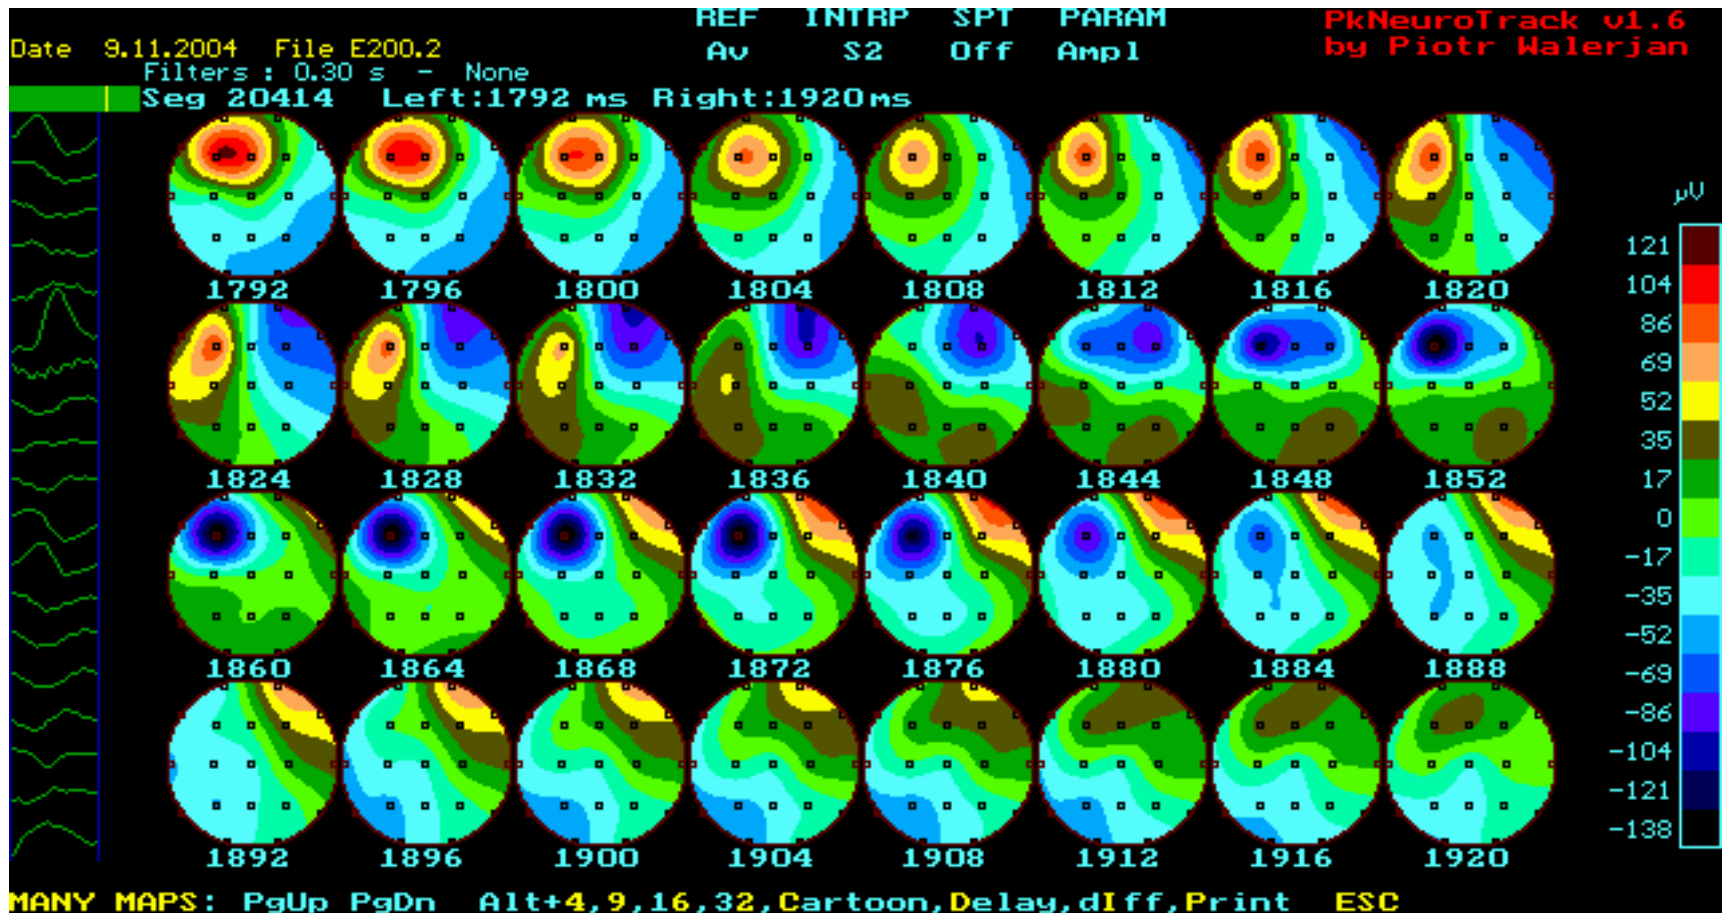 REF INTRP SPT PARAM PkNeuroTrack v1.6
Date 9.11.2004 File E200.2 Av S2 Off Ampl by Piotr Walerjan
Filters : 0.30 s - None
Seg 20414 Left:1792 ms Right:1920ms
µV
121
104
86
69
52
35
17
0
-17
-35
-52
-69
-86
-104
-121
-138
1792 1796 1800 1804 1808 1812 1816 1820
1824 1828 1832 1836 1840 1844 1848 1852
1860 1864 1868 1872 1876 1880 1884 1888
1892 1896 1900 1904 1908 1912 1916 1920
MANY MAPS: PgUp PgDn Alt+4,9,16,32,Cartoon,Delay,dIff,Print ESC